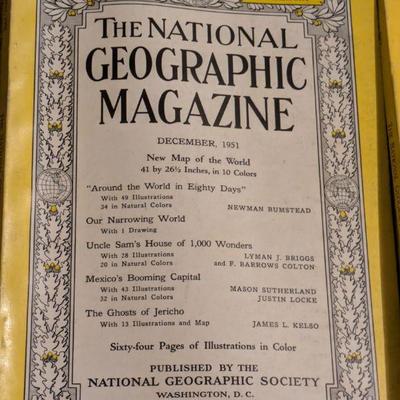 THE NATIONAL
GEOGRAPHIC
MAGAZINE
DECEMBER, 1951
New Map of the World
41 by 26½ Inches, in 10 Colors
"Around the World in Eighty Days"
With 49 Illustrations
34 in Natural Colors NEWMAN BUMSTEAD
Our Narrowing World
With 1 Drawing
Uncle Sam's House of 1,000 Wonders
With 28 Illustrations LYMAN J. BRIGGS
20 in Natural Colors and F. BARROWS COLTON
Mexico's Booming Capital
With 43 Illustrations MASON SUTHERLAND
32 in Natural Colors JUSTIN LOCKE
The Ghosts of Jericho
With 13 Illustrations and Map JAMES L. KELSO
Sixty-four Pages of Illustrations in Color
PUBLISHED BY THE
NATIONAL GEOGRAPHIC SOCIETY
WASHINGTON, D. C.